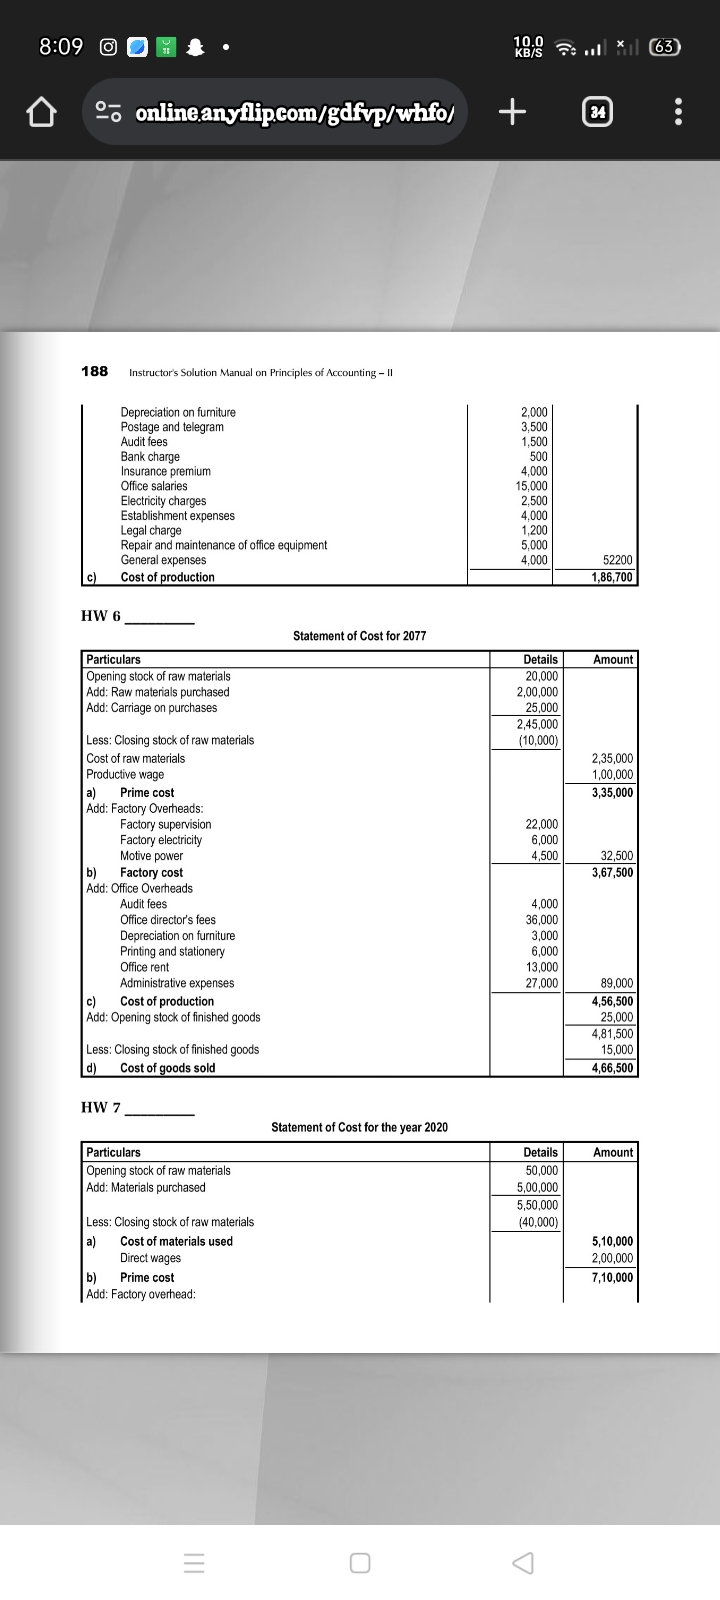 8:09
10.0
KB/S
63
online.anyflip.com/gdfvp/whfo/
34
188 Instructor's Solution Manual on Principles of Accounting – II
Depreciation on furniture 2,000
Postage and telegram 3,500
Audit fees 1,500
Bank charge 500
Insurance premium 4,000
Office salaries 15,000
Electricity charges 2,500
Establishment expenses 4,000
Legal charge 1,200
Repair and maintenance of office equipment 5,000
General expenses 4,000 52200
c) Cost of production 1,86,700
HW 6
Statement of Cost for 2077
Particulars Details Amount
Opening stock of raw materials 20,000
Add: Raw materials purchased 2,00,000
Add: Carriage on purchases 25,000
2,45,000
Less: Closing stock of raw materials (10,000)
Cost of raw materials 2,35,000
Productive wage 1,00,000
a) Prime cost 3,35,000
Add: Factory Overheads:
Factory supervision 22,000
Factory electricity 6,000
Motive power 4,500 32,500
b) Factory cost 3,67,500
Add: Office Overheads
Audit fees 4,000
Office director's fees 36,000
Depreciation on furniture 3,000
Printing and stationery 6,000
Office rent 13,000
Administrative expenses 27,000 89,000
c) Cost of production 4,56,500
Add: Opening stock of finished goods 25,000
4,81,500
Less: Closing stock of finished goods 15,000
d) Cost of goods sold 4,66,500
HW 7
Statement of Cost for the year 2020
Particulars Details Amount
Opening stock of raw materials 50,000
Add: Materials purchased 5,00,000
5,50,000
Less: Closing stock of raw materials (40,000)
a) Cost of materials used 5,10,000
Direct wages 2,00,000
b) Prime cost 7,10,000
Add: Factory overhead: